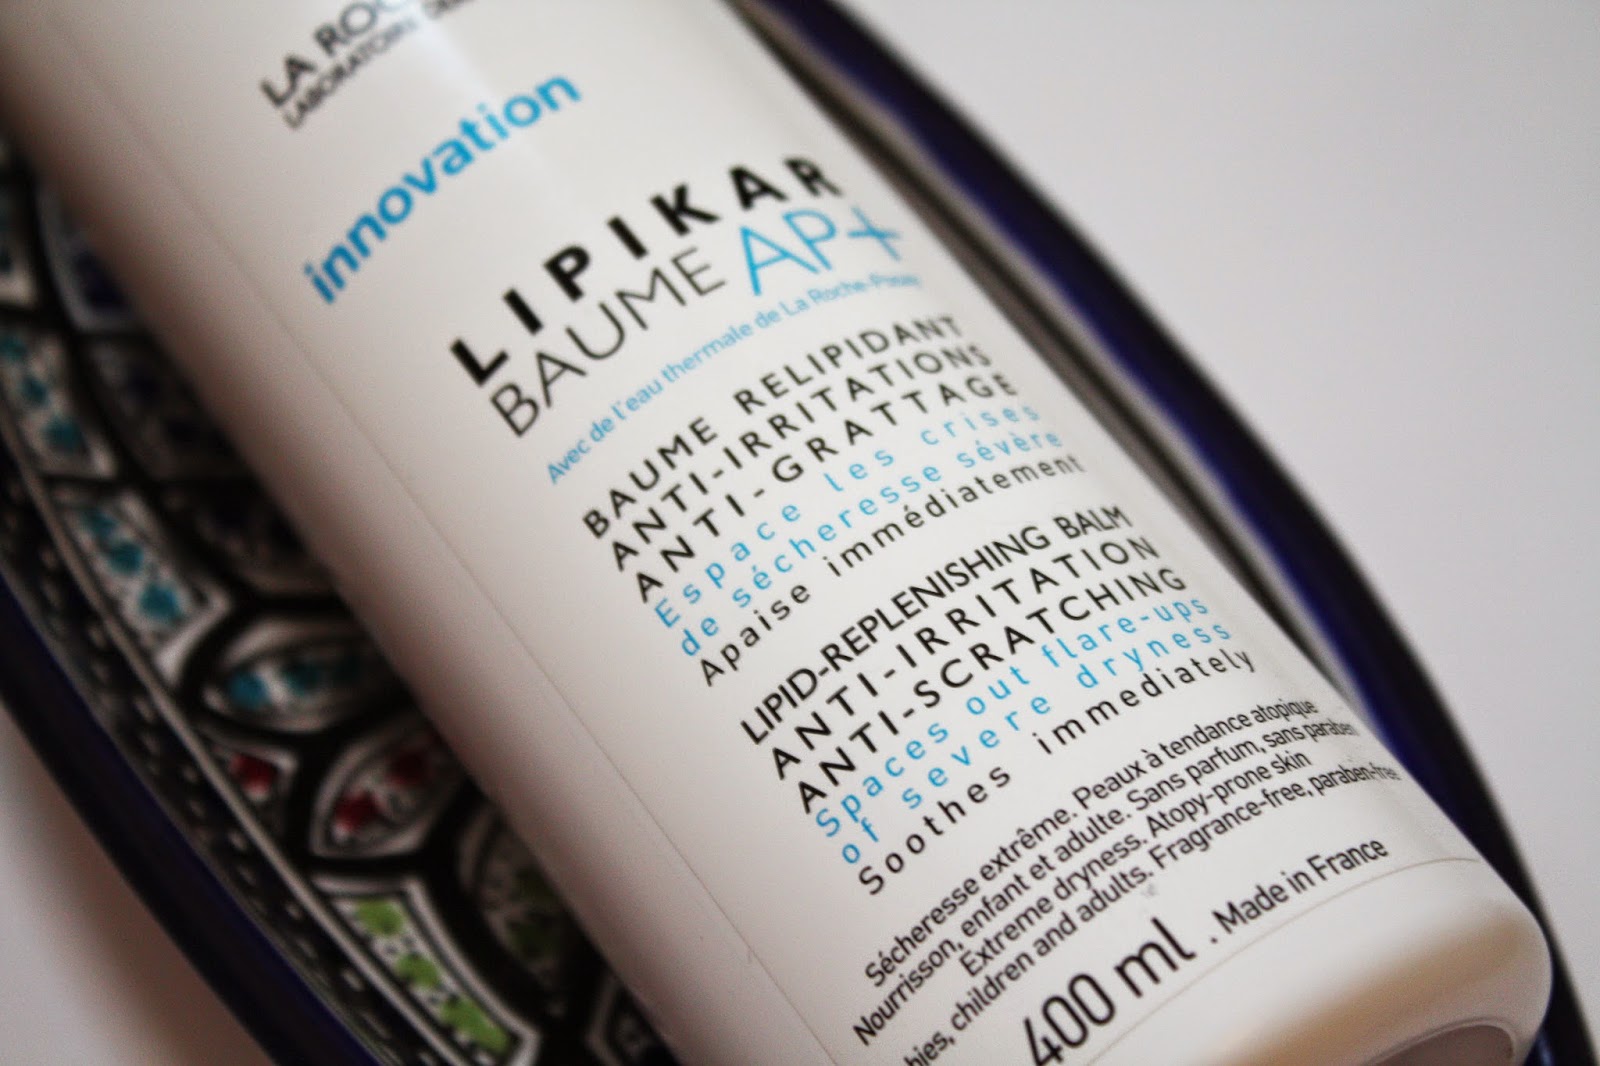 LA ROC
LABORATOIRE DER
innovation
LIPIKAR
BAUME AP+
Avec de l'eau thermale de La Roche-Posay
BAUME RELIPIDANT
ANTI-IRRITATIONS
ANTI-GRATTAGE
Espace les crises
de sécheresse sévère
Apaise immédiatement
LIPID-REPLENISHING BALM
ANTI-IRRITATION
ANTI-SCRATCHING
Spaces out flare-ups
of severe dryness
Soothes immediately
Sécheresse extrême. Peaux à tendance atopique
Nourrisson, enfant et adulte. Sans parfum, sans paraben
Extreme dryness. Atopy-prone skin
bies, children and adults. Fragrance-free, paraben-free
400 ml . Made in France